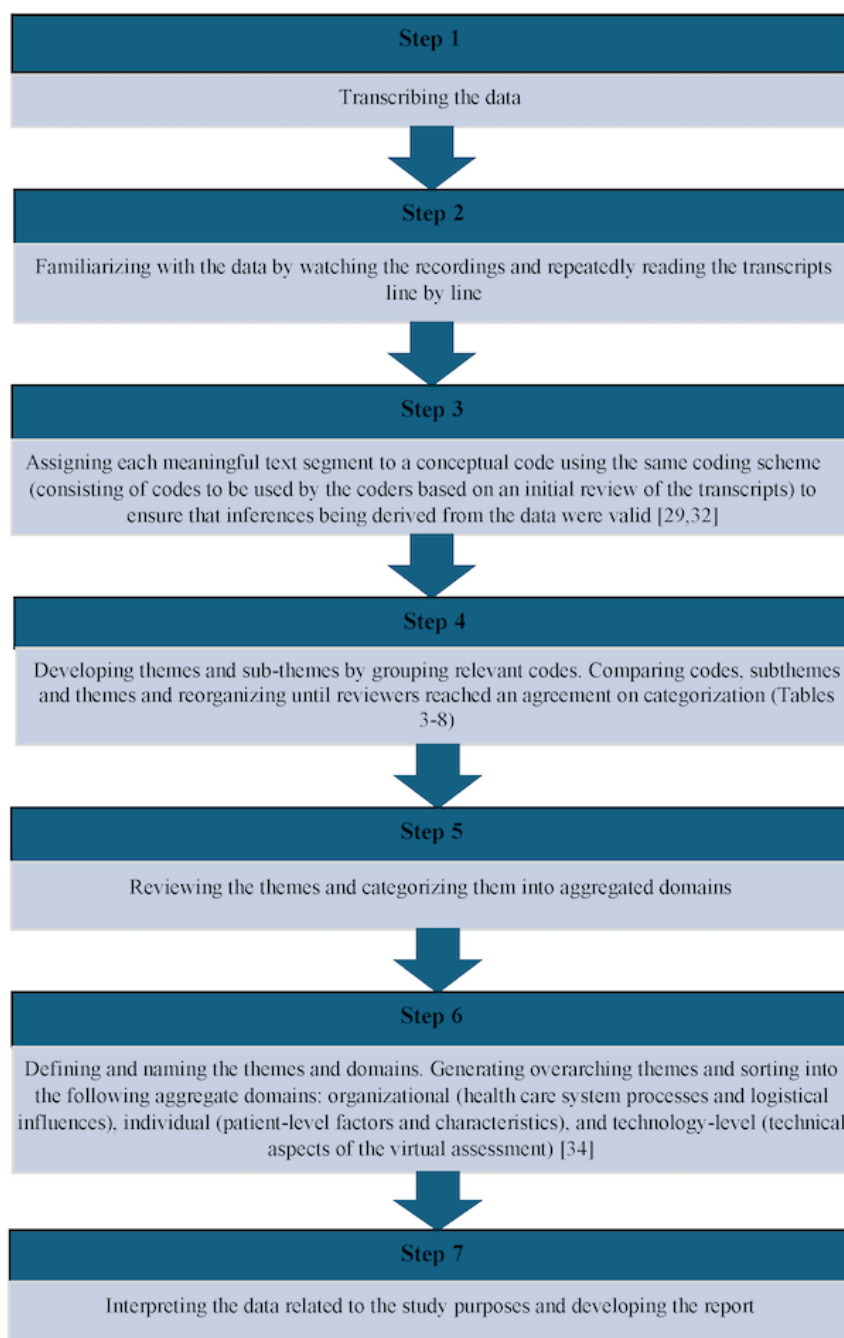 Step 1
Transcribing the data
Step 2
Familiarizing with the data by watching the recordings and repeatedly reading the transcripts
line by line
Step 3
Assigning each meaningful text segment to a conceptual code using the same coding scheme
(consisting of codes to be used by the coders based on an initial review of the transcripts) to
ensure that inferences being derived from the data were valid [29,32]
Step 4
Developing themes and sub-themes by grouping relevant codes. Comparing codes, subthemes
and themes and reorganizing until reviewers reached an agreement on categorization (Tables
3-8)
Step 5
Reviewing the themes and categorizing them into aggregated domains
Step 6
Defining and naming the themes and domains. Generating overarching themes and sorting into
the following aggregate domains: organizational (health care system processes and logistical
influences), individual (patient-level factors and characteristics), and technology-level (technical
aspects of the virtual assessment) [34]
Step 7
Interpreting the data related to the study purposes and developing the report